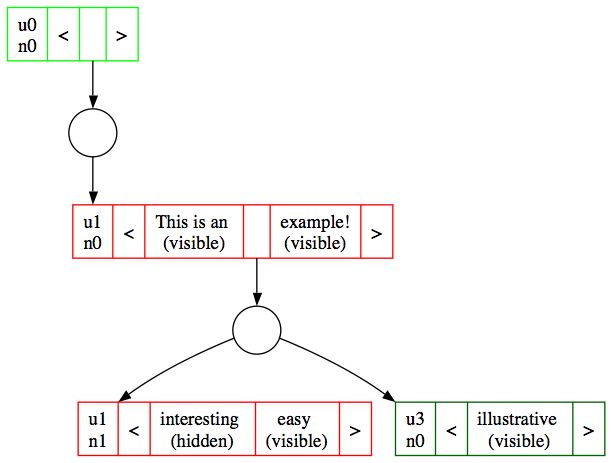 u0
n0
< >
u1
n0
< This is an
(visible) example!
(visible) >
u1
n1
< interesting
(hidden) easy
(visible) >
u3
n0
< illustrative
(visible) >